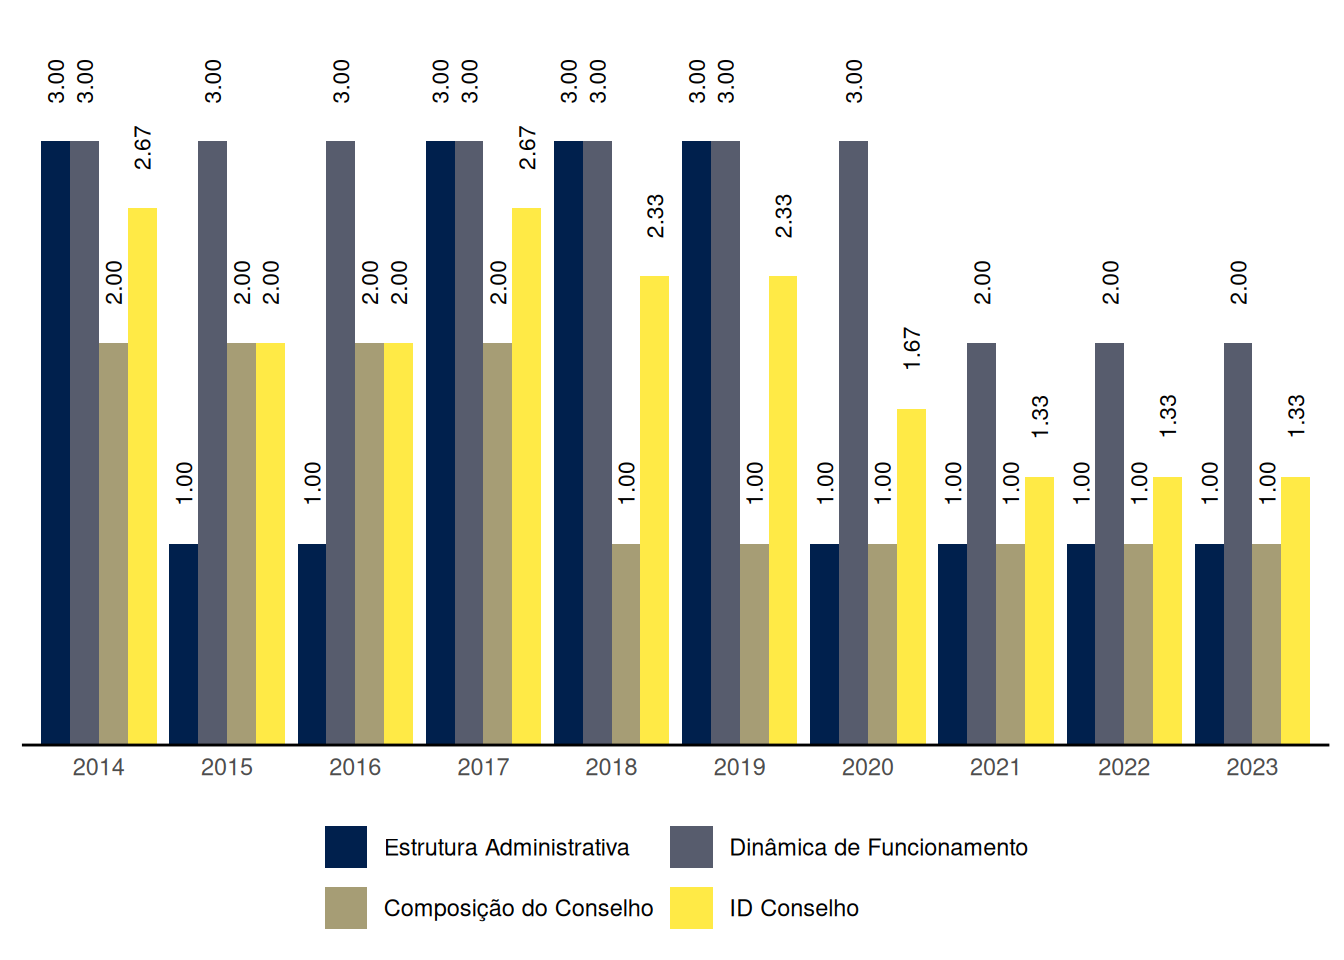 3.00 3.00 2.00 2.67
1.00 3.00 2.00 2.00
1.00 3.00 2.00 2.00
3.00 3.00 2.00 2.67
3.00 3.00 1.00 2.33
3.00 3.00 1.00 2.33
1.00 3.00 1.00 1.67
1.00 2.00 1.00 1.33
1.00 2.00 1.00 1.33
1.00 2.00 1.00 1.33
2014 2015 2016 2017 2018 2019 2020 2021 2022 2023
Estrutura Administrativa Dinâmica de Funcionamento
Composição do Conselho ID Conselho